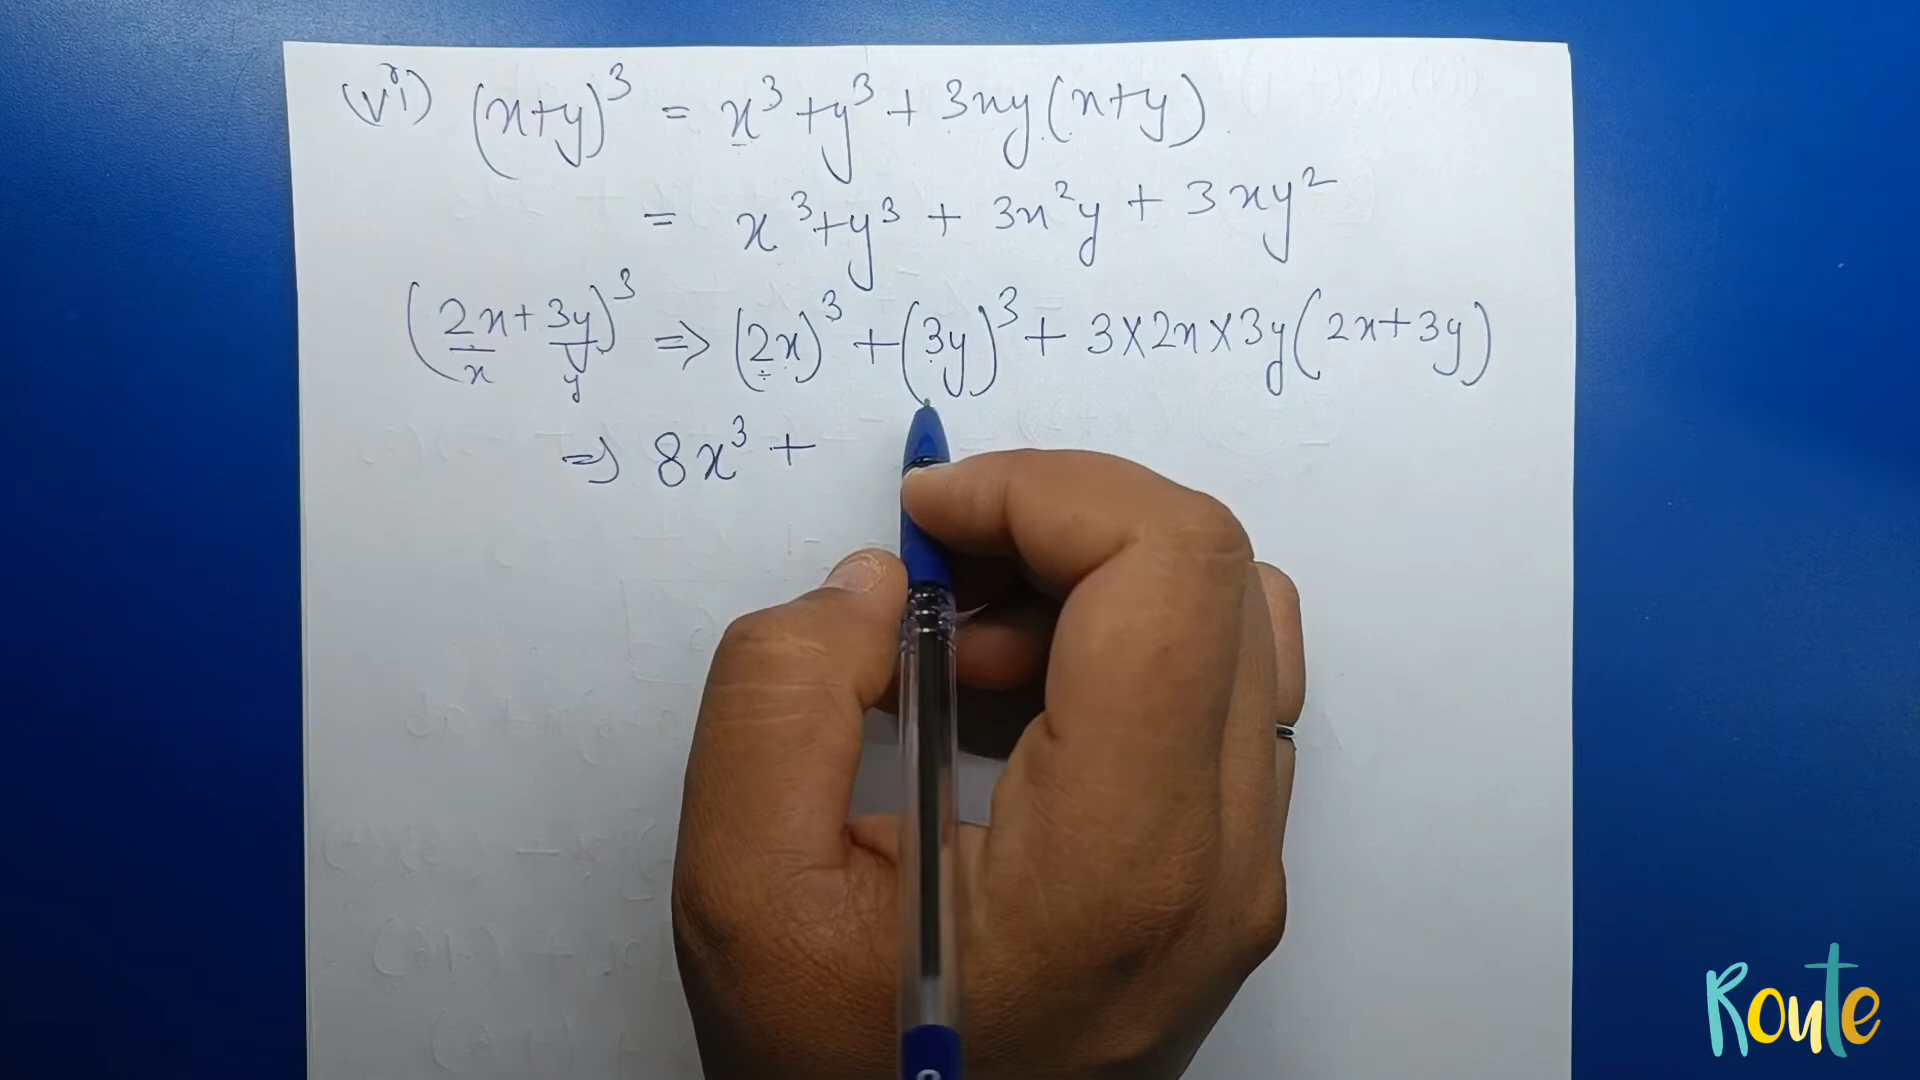 (vi) (x+y)³ = x³+y³+3xy(x+y)
= x³+y³+3x²y+3xy²
(2x+3y)³ ⇒ (2x)³+(3y)³+3×2x×3y(2x+3y)
x y
⇒ 8x³+
Route